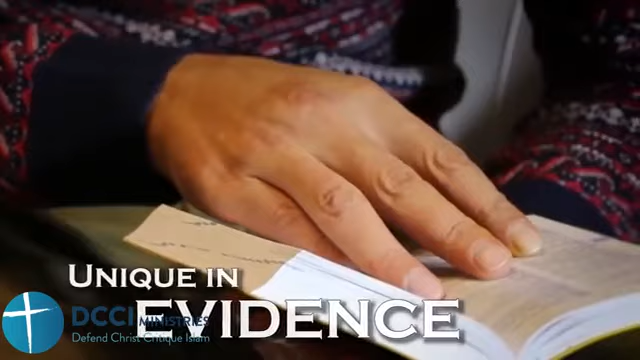 UNIQUE IN
EVIDENCE
DCCI MINISTRIES
Defend Christ Critique Islam